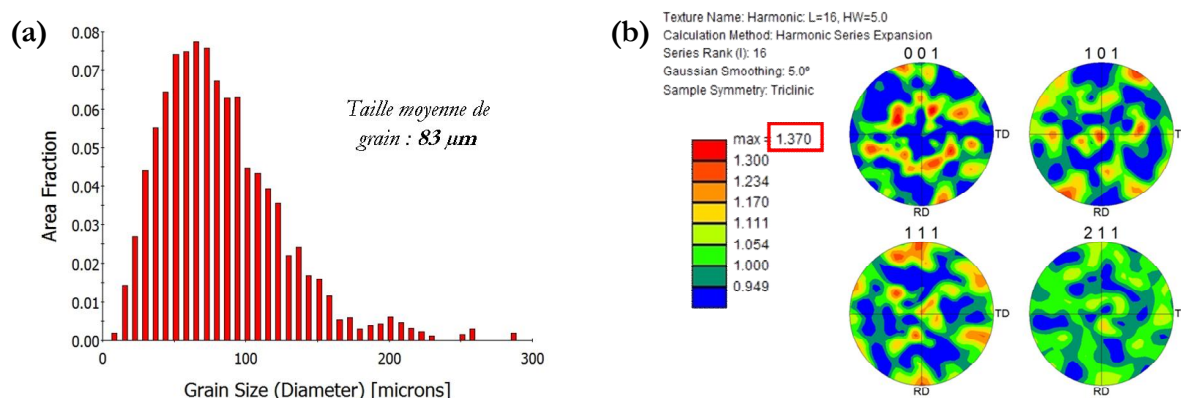 (a)
0.08
0.07
0.06
0.05
0.04
0.03
0.02
0.01
0.00
Area Fraction
0
100
200
300
Grain Size (Diameter) [microns]
Taille moyenne de
grain : 83 µm
(b)
Texture Name: Harmonic: L=16, HW=5.0
Calculation Method: Harmonic Series Expansion
Series Rank (l): 16
Gaussian Smoothing: 5.0°
Sample Symmetry: Triclinic
max = 1.370
1.300
1.234
1.170
1.111
1.054
1.000
0.949
0 0 1
TD
RD
1 0 1
T
RD
1 1 1
TD
RD
2 1 1
T
RD